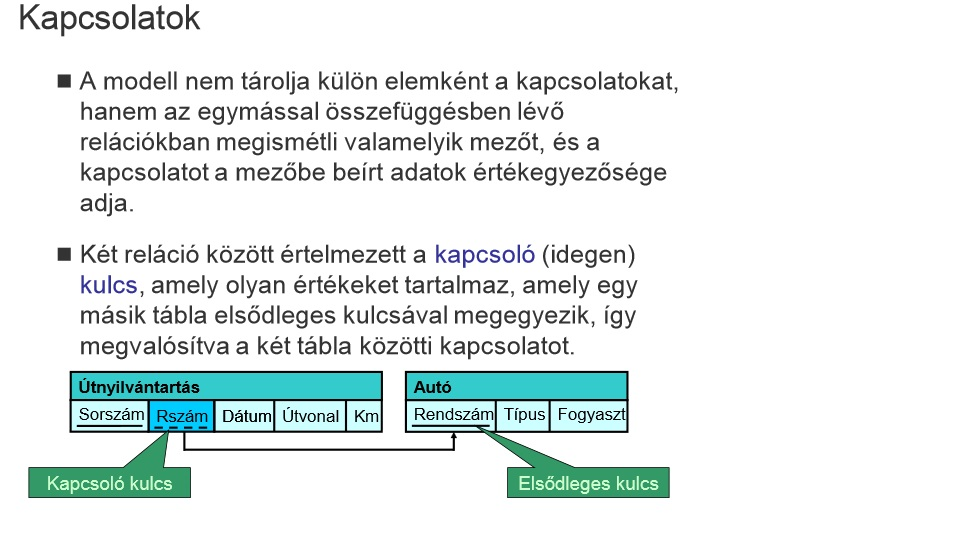 Kapcsolatok
A modell nem tárolja külön elemként a kapcsolatokat,
hanem az egymással összefüggésben lévő
relációkban megismétli valamelyik mezőt, és a
kapcsolatot a mezőbe beírt adatok értékegyezősége
adja.
Két reláció között értelmezett a kapcsoló (idegen)
kulcs, amely olyan értékeket tartalmaz, amely egy
másik tábla elsődleges kulcsával megegyezik, így
megvalósítva a két tábla közötti kapcsolatot.
Útnyilvántartás
Sorszám Rszám Dátum Útvonal Km
Autó
Rendszám Típus Fogyaszt
Kapcsoló kulcs
Elsődleges kulcs